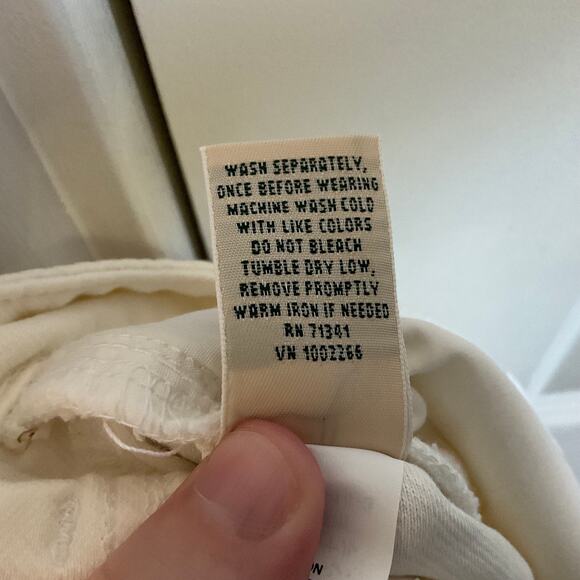 WASH SEPARATELY,
ONCE BEFORE WEARING
MACHINE WASH COLD
WITH LIKE COLORS
DO NOT BLEACH
TUMBLE DRY LOW,
REMOVE PROMPTLY
WARM IRON IF NEEDED
RN 71341
VN 1002266